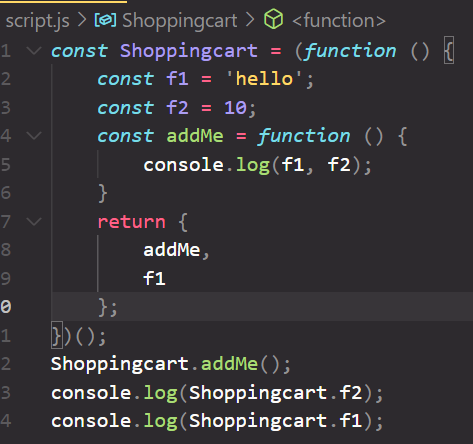 script.js > Shoppingcart > <function>
1 const Shoppingcart = (function () {
2 const f1 = 'hello';
3 const f2 = 10;
4 const addMe = function () {
5 console.log(f1, f2);
6 }
7 return {
8 addMe,
9 f1
0 };
1 })();
2 Shoppingcart.addMe();
3 console.log(Shoppingcart.f2);
4 console.log(Shoppingcart.f1);